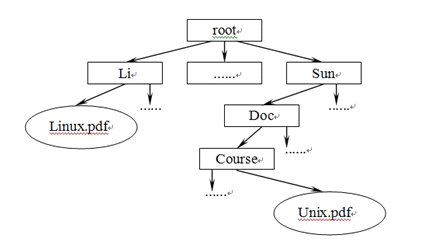 root
Li
......
Sun
Linux.pdf
......
Doc
......
Course
......
......
Unix.pdf